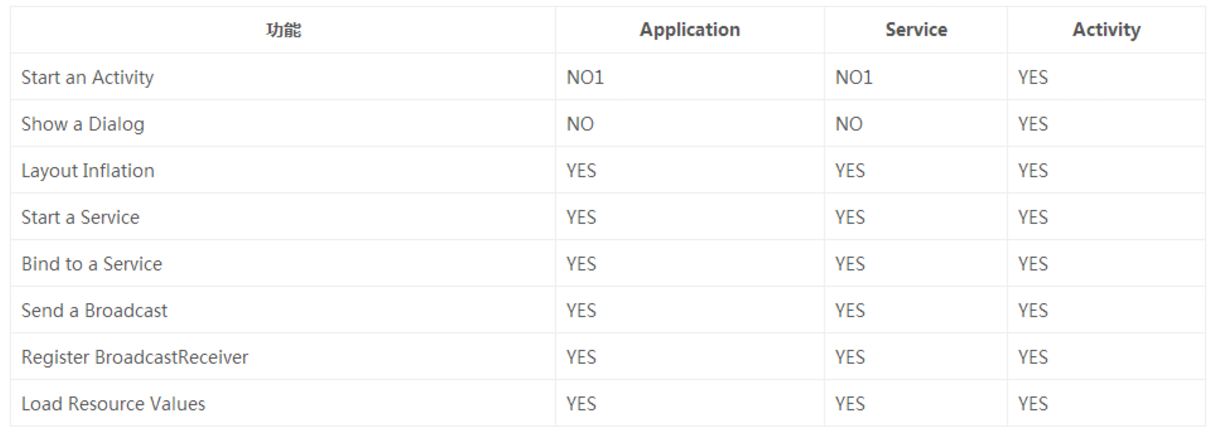 功能 Application Service Activity
Start an Activity NO1 NO1 YES
Show a Dialog NO NO YES
Layout Inflation YES YES YES
Start a Service YES YES YES
Bind to a Service YES YES YES
Send a Broadcast YES YES YES
Register BroadcastReceiver YES YES YES
Load Resource Values YES YES YES